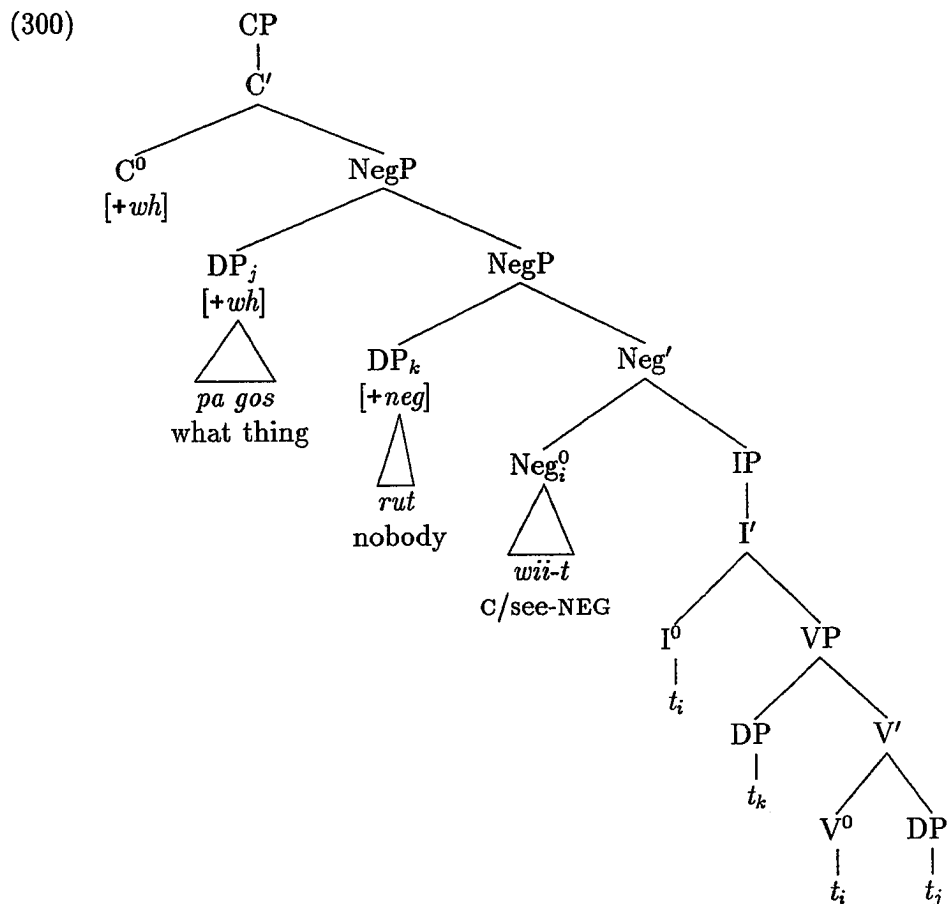 (300) CP
C′
C⁰ NegP
[+wh]
DPⱼ NegP
[+wh]
DPₖ Neg′
pa gos [+neg]
what thing
Negᵢ⁰ IP
rut
nobody I′
wii-t
C/see-NEG
I⁰ VP
tᵢ
DP V′
tₖ
V⁰ DP
tᵢ tⱼ